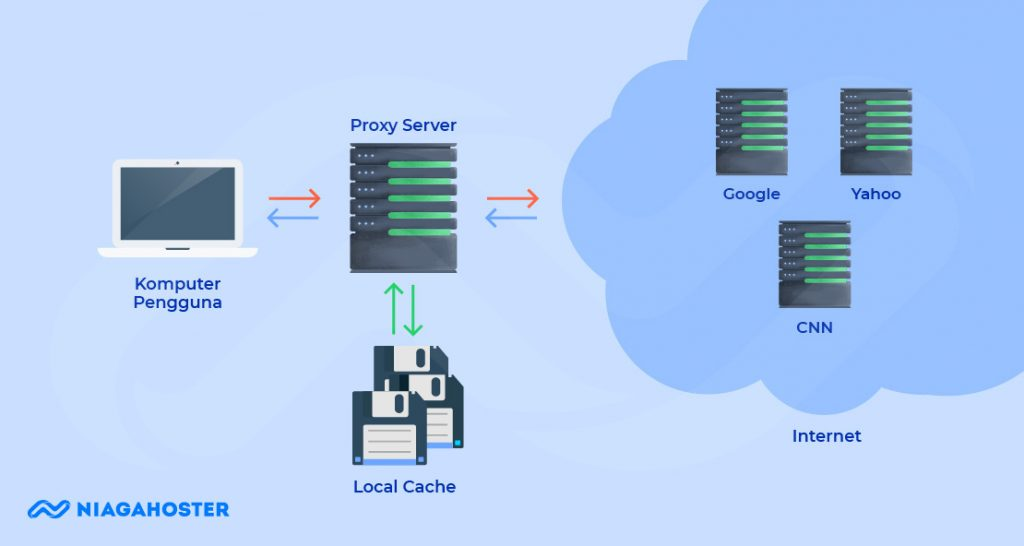 Proxy Server
Google
Yahoo
Komputer
Pengguna
CNN
Internet
Local Cache
NIAGAHOSTER